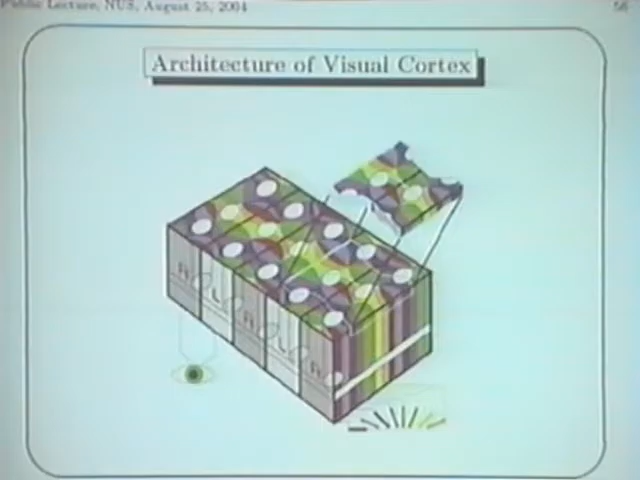 Public Lecture, NUS, August 25, 2004
56
Architecture of Visual Cortex
R L R L R